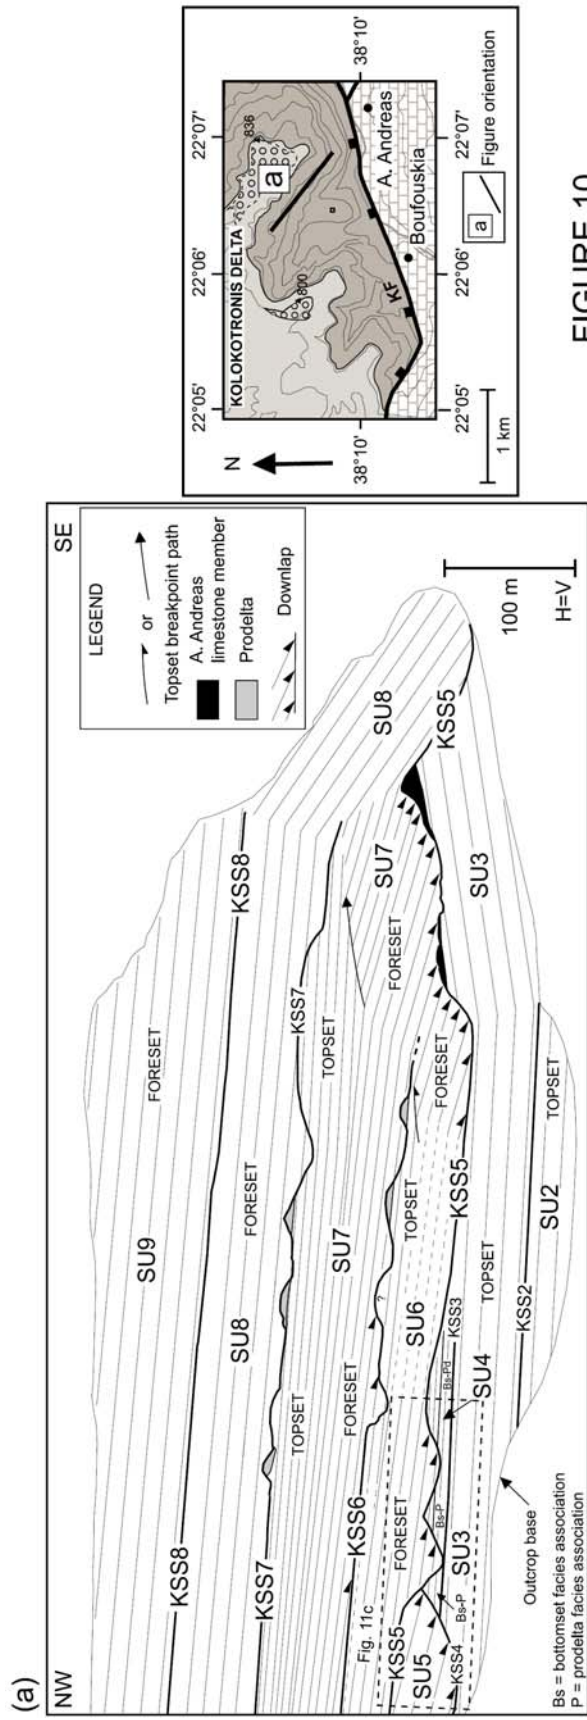 (a)
NW
SE
LEGEND
or
Topset breakpoint path
A. Andreas
limestone member
Prodelta
Downlap
SU9
FORESET
KSS8
KSS8
SU8
FORESET
SU8
KSS7
KSS7
TOPSET
SU7
TOPSET
FORESET
SU7
FORESET
KSS6
Fig. 11c
?
TOPSET
SU6
FORESET
FORESET
KSS5
KSS5
KSS5
SU5
Bs-P
Bs-P
Bs-Pd
KSS4
KSS3
SU4
SU3
SU3
TOPSET
KSS2
SU2
TOPSET
Outcrop base
Bs = bottomset facies association
P = prodelta facies association
100 m
H=V
22°05'
22°06'
22°07'
KOLOKOTRONIS DELTA
836
800
a
N
38°10'
38°10'
KF
A. Andreas
Boufouskia
22°05'
22°06'
22°07'
1 km
a
Figure orientation
FIGURE 10